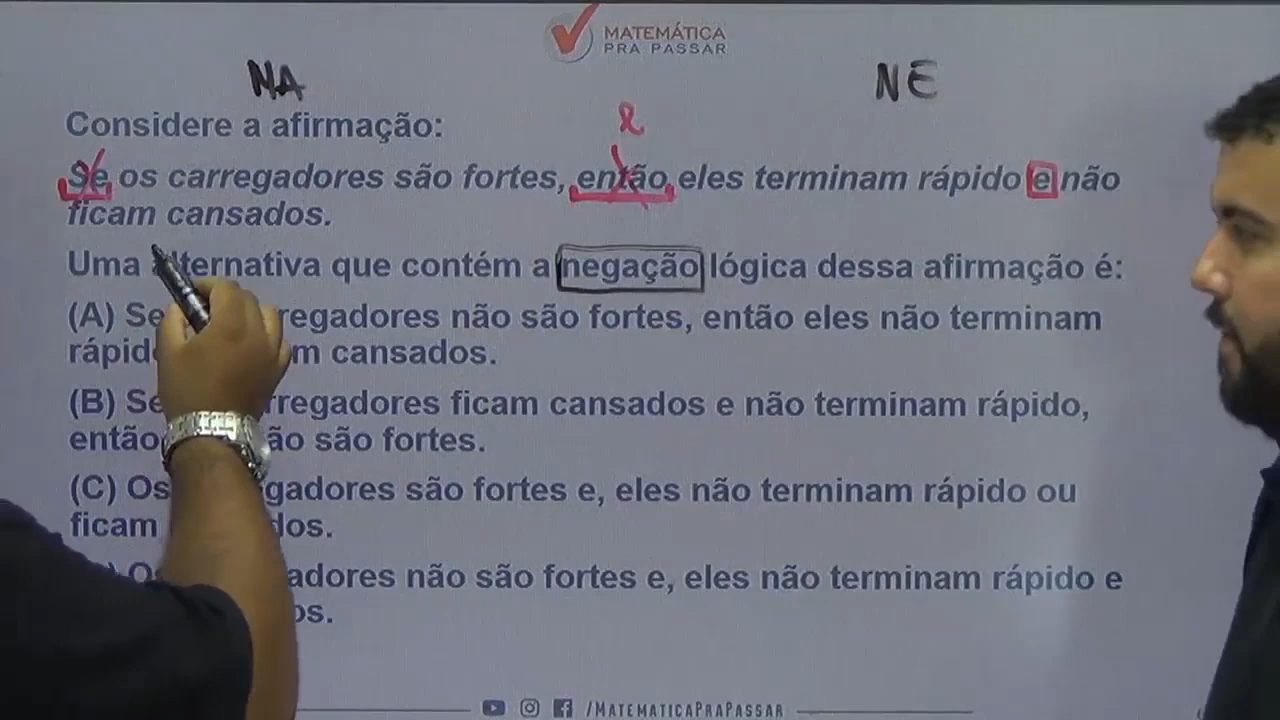 MATEMÁTICA
PRA PASSAR
MA NE
Considere a afirmação:
e
Se os carregadores são fortes, então eles terminam rápido e não
ficam cansados.
Uma alternativa que contém a negação lógica dessa afirmação é:
(A) Se regadores não são fortes, então eles não terminam
rápid m cansados.
(B) Se rregadores ficam cansados e não terminam rápido,
então ão são fortes.
(C) Os gadores são fortes e, eles não terminam rápido ou
ficam dos.
) Os adores não são fortes e, eles não terminam rápido e
os.
/MATEMATICAPRAPASSAR